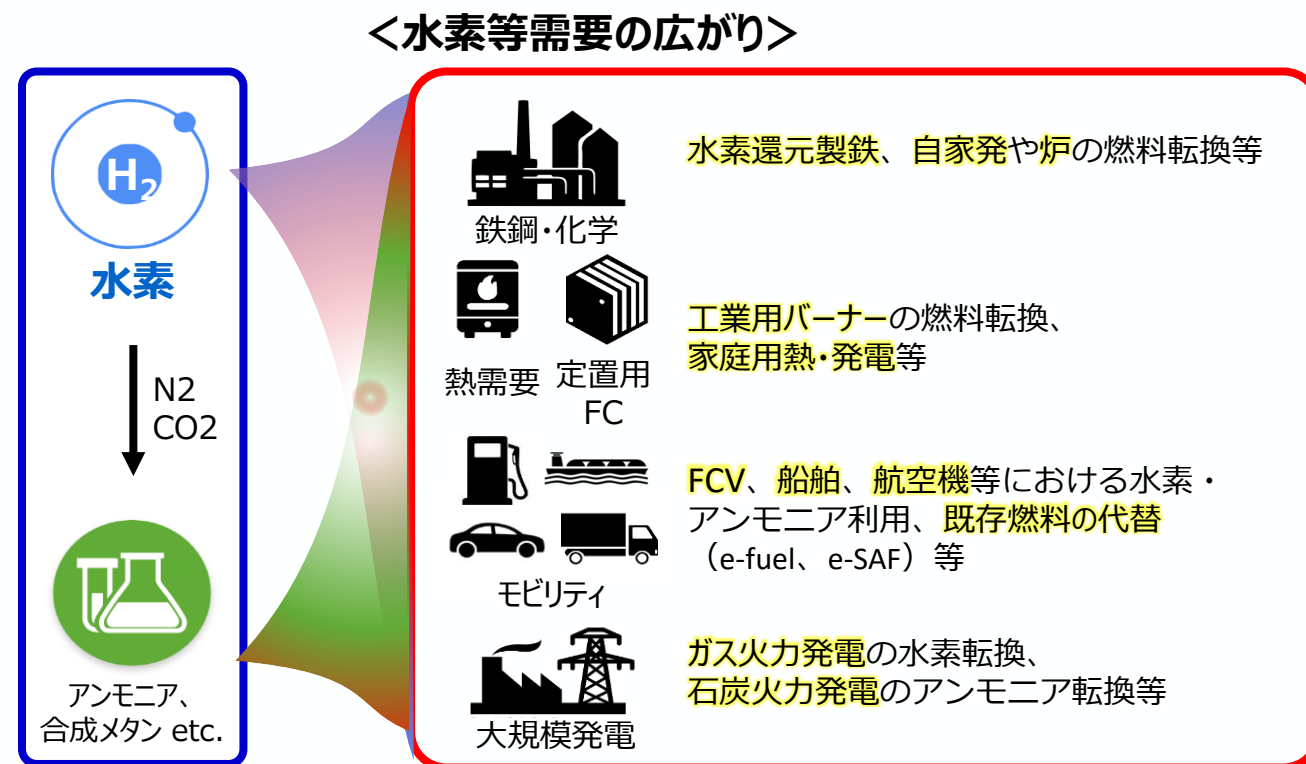 <水素等需要の広がり>
H2
水素
N2
CO2
アンモニア、
合成メタン etc.
鉄鋼・化学
水素還元製鉄、自家発や炉の燃料転換等
熱需要
定置用
FC
工業用バーナーの燃料転換、
家庭用熱・発電等
モビリティ
FCV、船舶、航空機等における水素・
アンモニア利用、既存燃料の代替
（e-fuel、e-SAF）等
大規模発電
ガス火力発電の水素転換、
石炭火力発電のアンモニア転換等